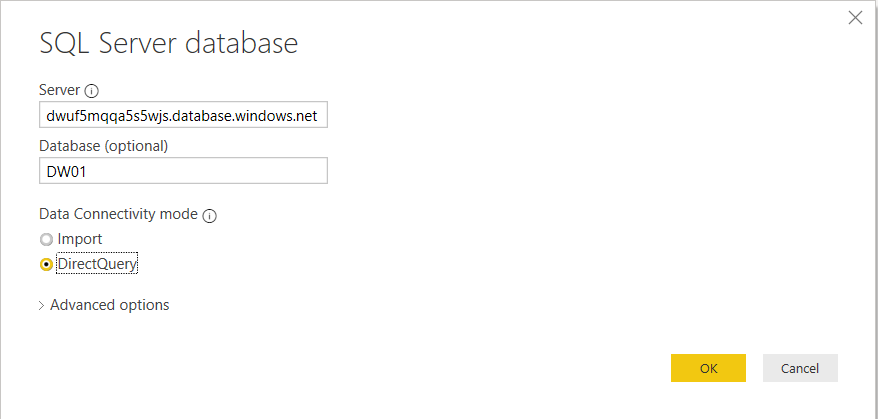 SQL Server database
Server
dwuf5mqqa5s5wjs.database.windows.net
Database (optional)
DW01
Data Connectivity mode
Import
DirectQuery
Advanced options
OK Cancel